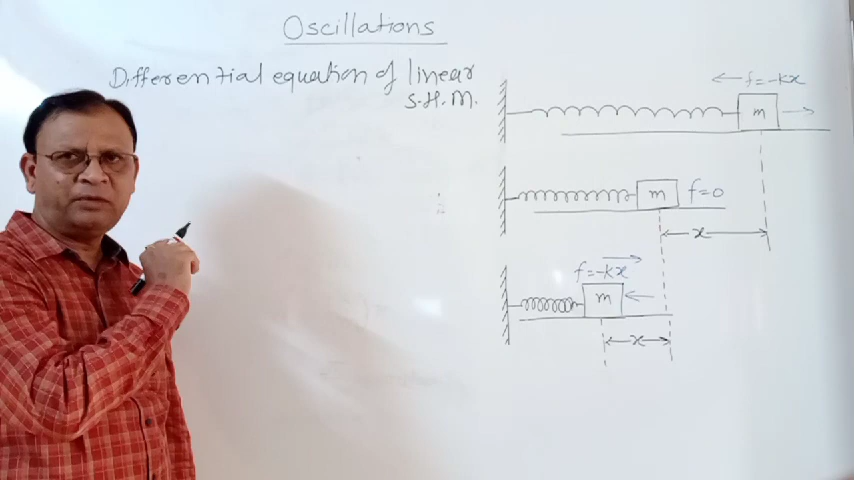 Oscillations
Differential equation of linear
S.H.M.
f=-kx
m
m
f=0
x
f=-kx
m
x